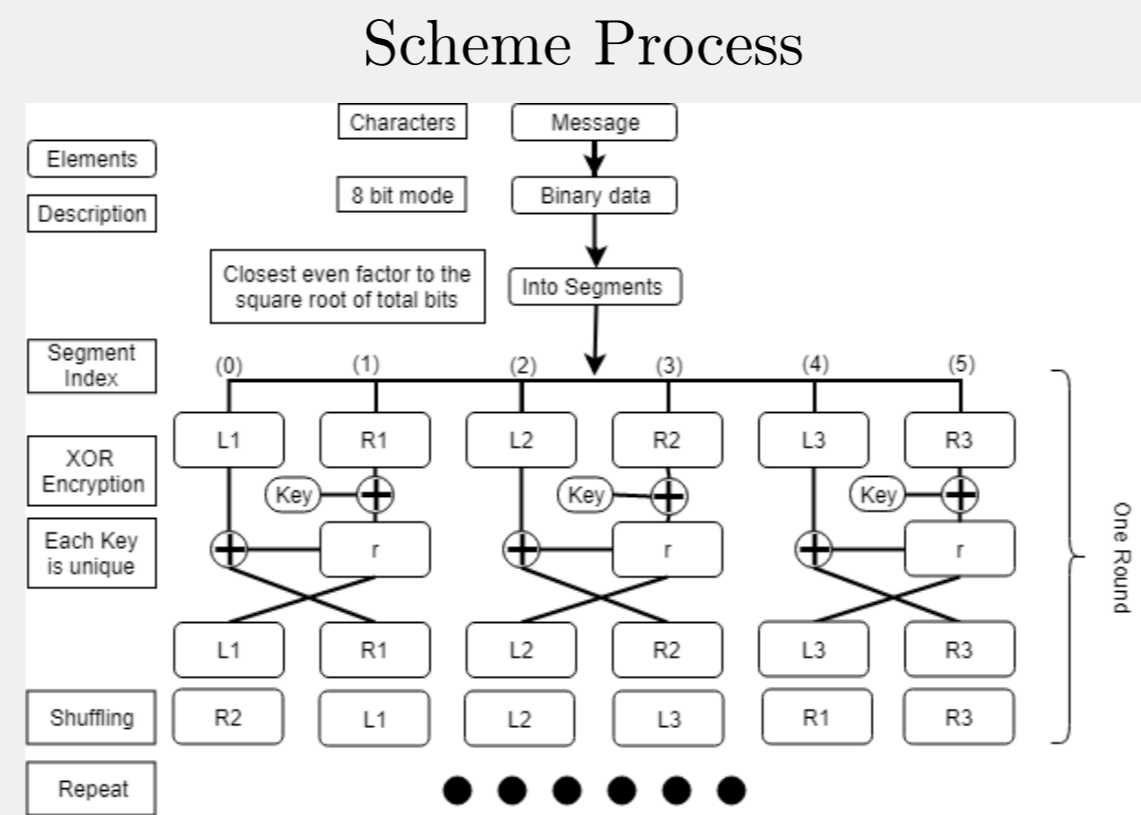 Scheme Process
Characters
Message
Elements
8 bit mode
Binary data
Description
Closest even factor to the
square root of total bits
Into Segments
Segment
Index
(0) (1) (2) (3) (4) (5)
L1 R1 L2 R2 L3 R3
XOR
Encryption
Key Key Key
Each Key
is unique
r r r
One Round
L1 R1 L2 R2 L3 R3
Shuffling
R2 L1 L2 L3 R1 R3
Repeat